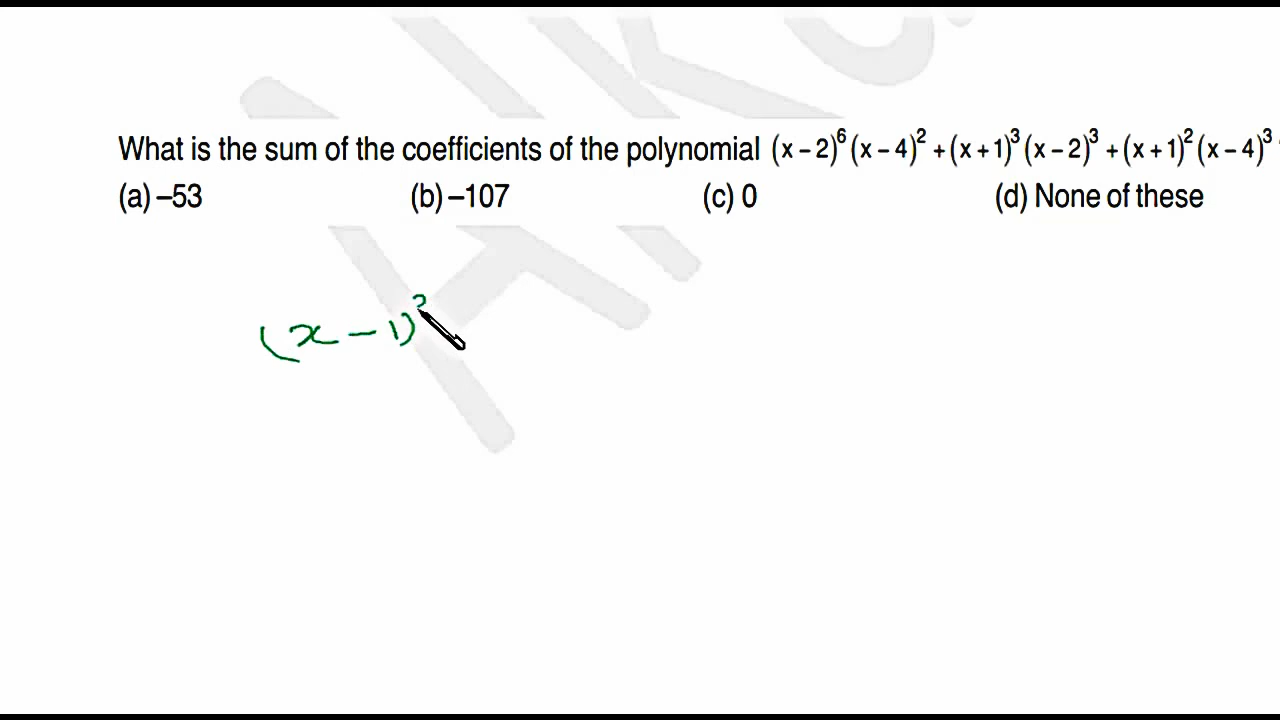 What is the sum of the coefficients of the polynomial (x – 2)⁶ (x – 4)² + (x + 1)³ (x – 2)³ + (x + 1)² (x – 4)³
(a) –53 (b) –107 (c) 0 (d) None of these
(x – 1)²